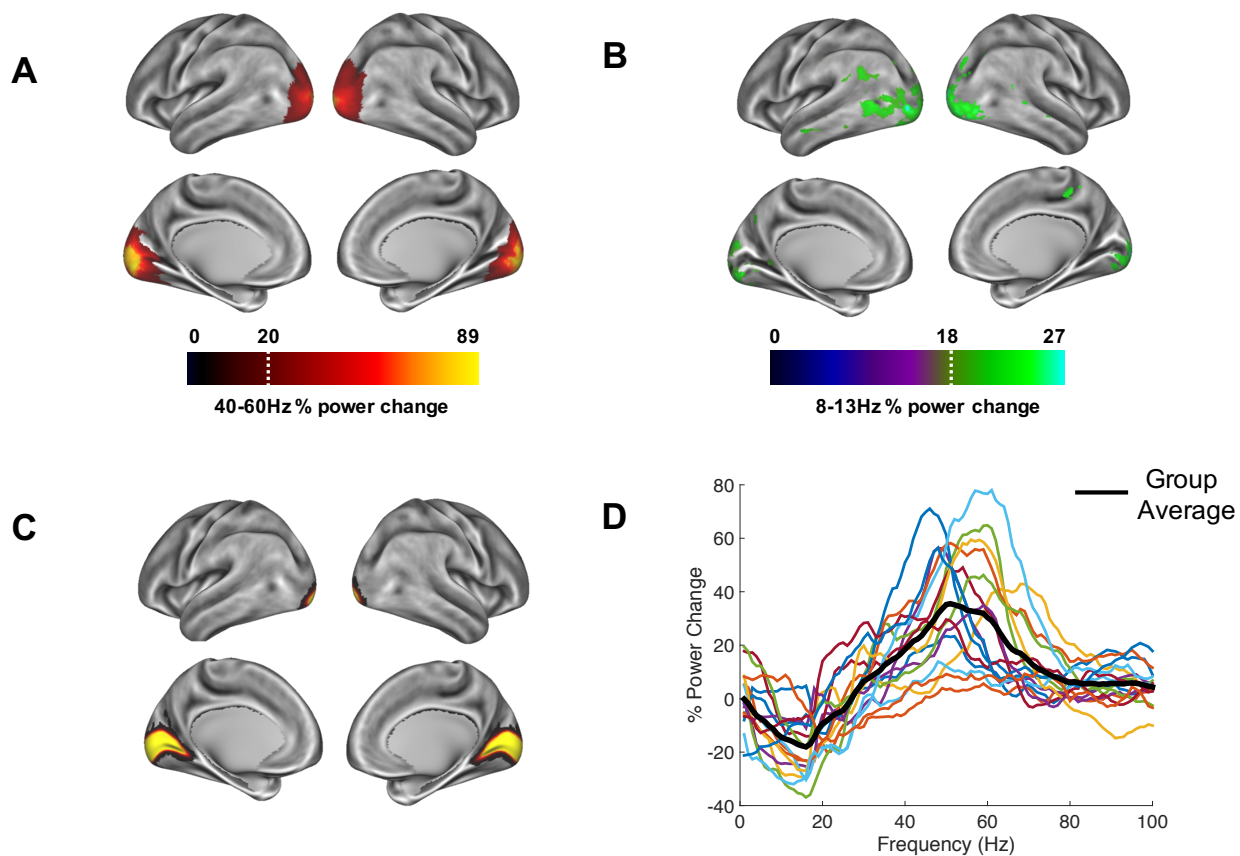 A
0 20 89
40-60Hz % power change
B
0 18 27
8-13Hz % power change
C
D
Group
Average
80
60
40
20
0
-20
-40
% Power Change
0 20 40 60 80 100
Frequency (Hz)